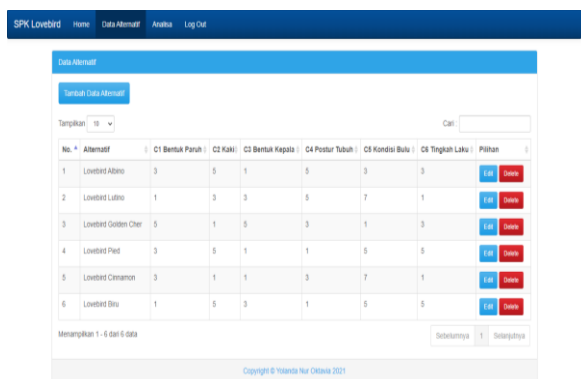 SPK Lovebird Home Data Alternatif Analisa Log Out
Data Alternatif
Tambah Data Alternatif
Tampilkan 10 Cari :
No. Alternatif C1 Bentuk Paruh C2 Kaki C3 Bentuk Kepala C4 Postur Tubuh C5 Kondisi Bulu C6 Tingkah Laku Pilihan
1 Lovebird Albino 3 5 1 5 3 3 Edit Delete
2 Lovebird Lutino 1 3 3 5 7 1 Edit Delete
3 Lovebird Golden Cher 5 1 5 3 1 3 Edit Delete
4 Lovebird Pied 3 5 1 1 5 5 Edit Delete
5 Lovebird Cinnamon 3 1 1 3 7 1 Edit Delete
6 Lovebird Biru 1 5 3 1 5 5 Edit Delete
Menampilkan 1 - 6 dari 6 data Sebelumnya 1 Selanjutnya
Copyright © Yolanda Nur Oktavia 2021